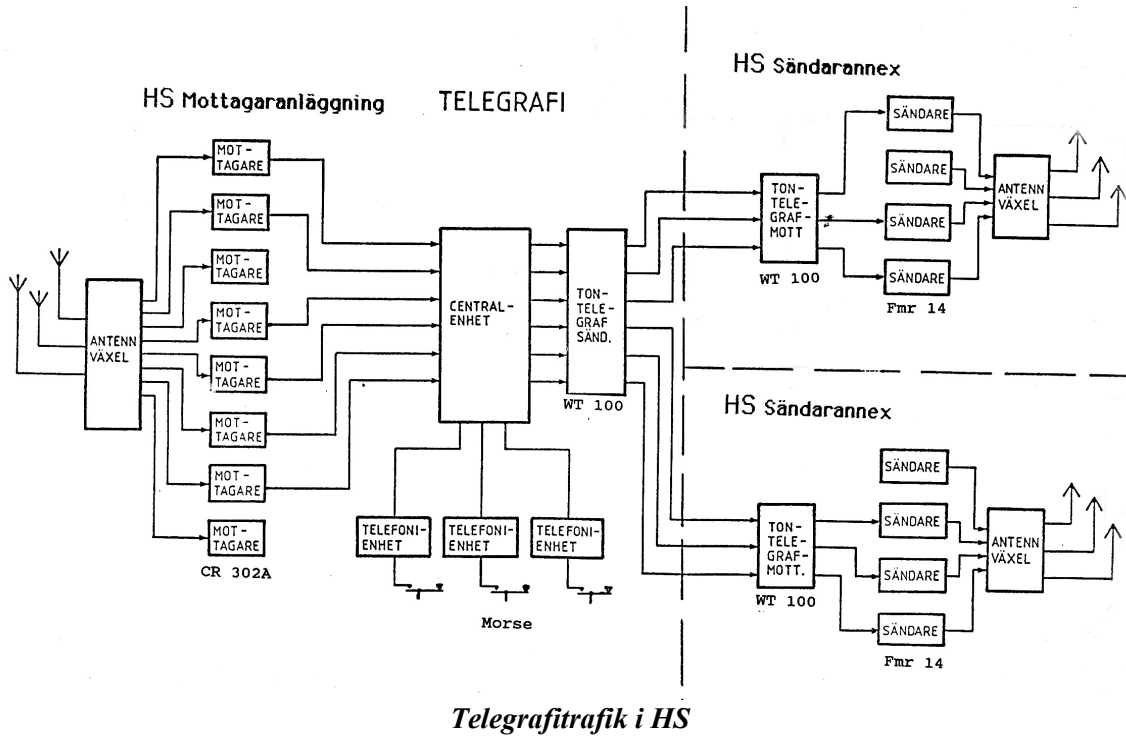 HS Mottagaranläggning
TELEGRAFI
HS Sändarannex
MOT-
TAGARE
MOT-
TAGARE
MOT-
TAGARE
MOT-
TAGARE
MOT-
TAGARE
MOT-
TAGARE
MOT-
TAGARE
MOT-
TAGARE
CR 302A
ANTENN
VÄXEL
CENTRAL-
ENHET
TON-
TELE-
GRAF
SÄND.
WT 100
TELEFONI-
ENHET
TELEFONI-
ENHET
TELEFONI-
ENHET
Morse
TON-
TELE-
GRAF-
MOTT
WT 100
SÄNDARE
SÄNDARE
SÄNDARE
SÄNDARE
Fmr 14
ANTENN
VÄXEL
HS Sändarannex
TON-
TELE-
GRAF-
MOTT.
WT 100
SÄNDARE
SÄNDARE
SÄNDARE
SÄNDARE
Fmr 14
ANTENN
VÄXEL
Telegrafitrafik i HS